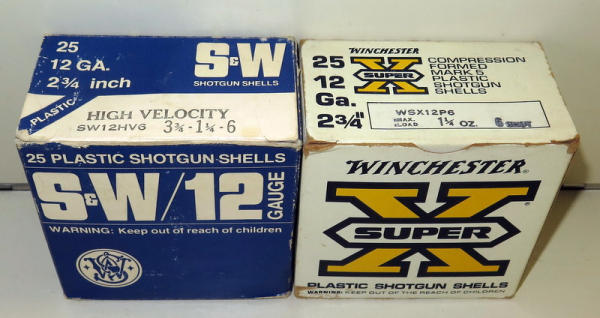 25
12 GA.
2 3/4 inch
S&W
SHOTGUN SHELLS
PLASTIC
HIGH VELOCITY
SW12HV6 3¾-1¼-6
25 PLASTIC SHOTGUN SHELLS
S&W/12 GAUGE
WARNING: Keep out of reach of children
WINCHESTER
25
12
Ga.
2¾"
X
SUPER
COMPRESSION
FORMED
MARK 5
PLASTIC
SHOTGUN
SHELLS
WSX12P6
MAX. LOAD 1¼ oz. 6 SHOT
WINCHESTER®
X
SUPER
PLASTIC SHOTGUN SHELLS
WARNING: KEEP OUT OF THE REACH OF CHILDREN